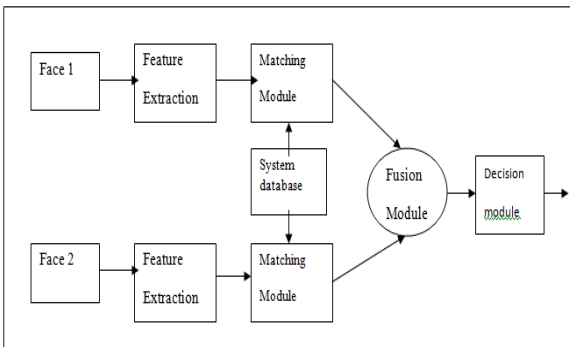 Face 1
Feature
Extraction
Matching
Module
System
database
Fusion
Module
Decision
module
Face 2
Feature
Extraction
Matching
Module